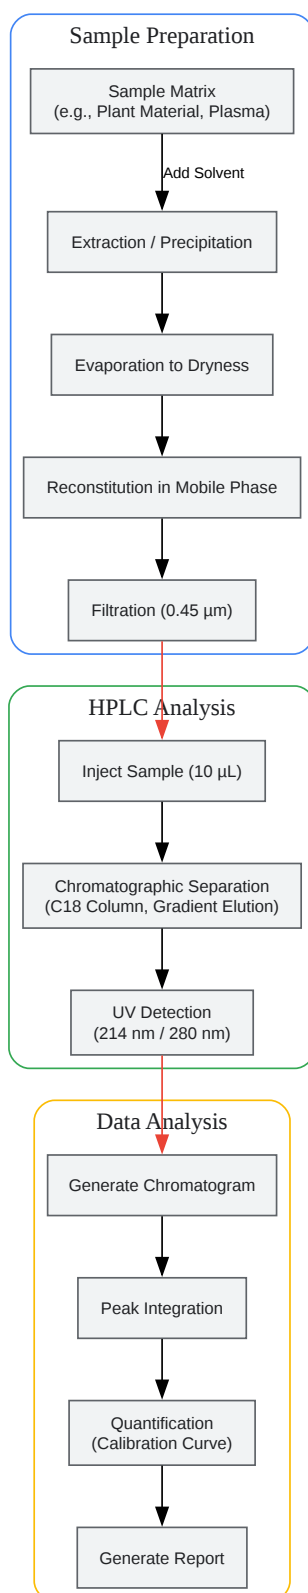 Sample Preparation
Sample Matrix
(e.g., Plant Material, Plasma)
Add Solvent
Extraction / Precipitation
Evaporation to Dryness
Reconstitution in Mobile Phase
Filtration (0.45 µm)
HPLC Analysis
Inject Sample (10 µL)
Chromatographic Separation
(C18 Column, Gradient Elution)
UV Detection
(214 nm / 280 nm)
Data Analysis
Generate Chromatogram
Peak Integration
Quantification
(Calibration Curve)
Generate Report